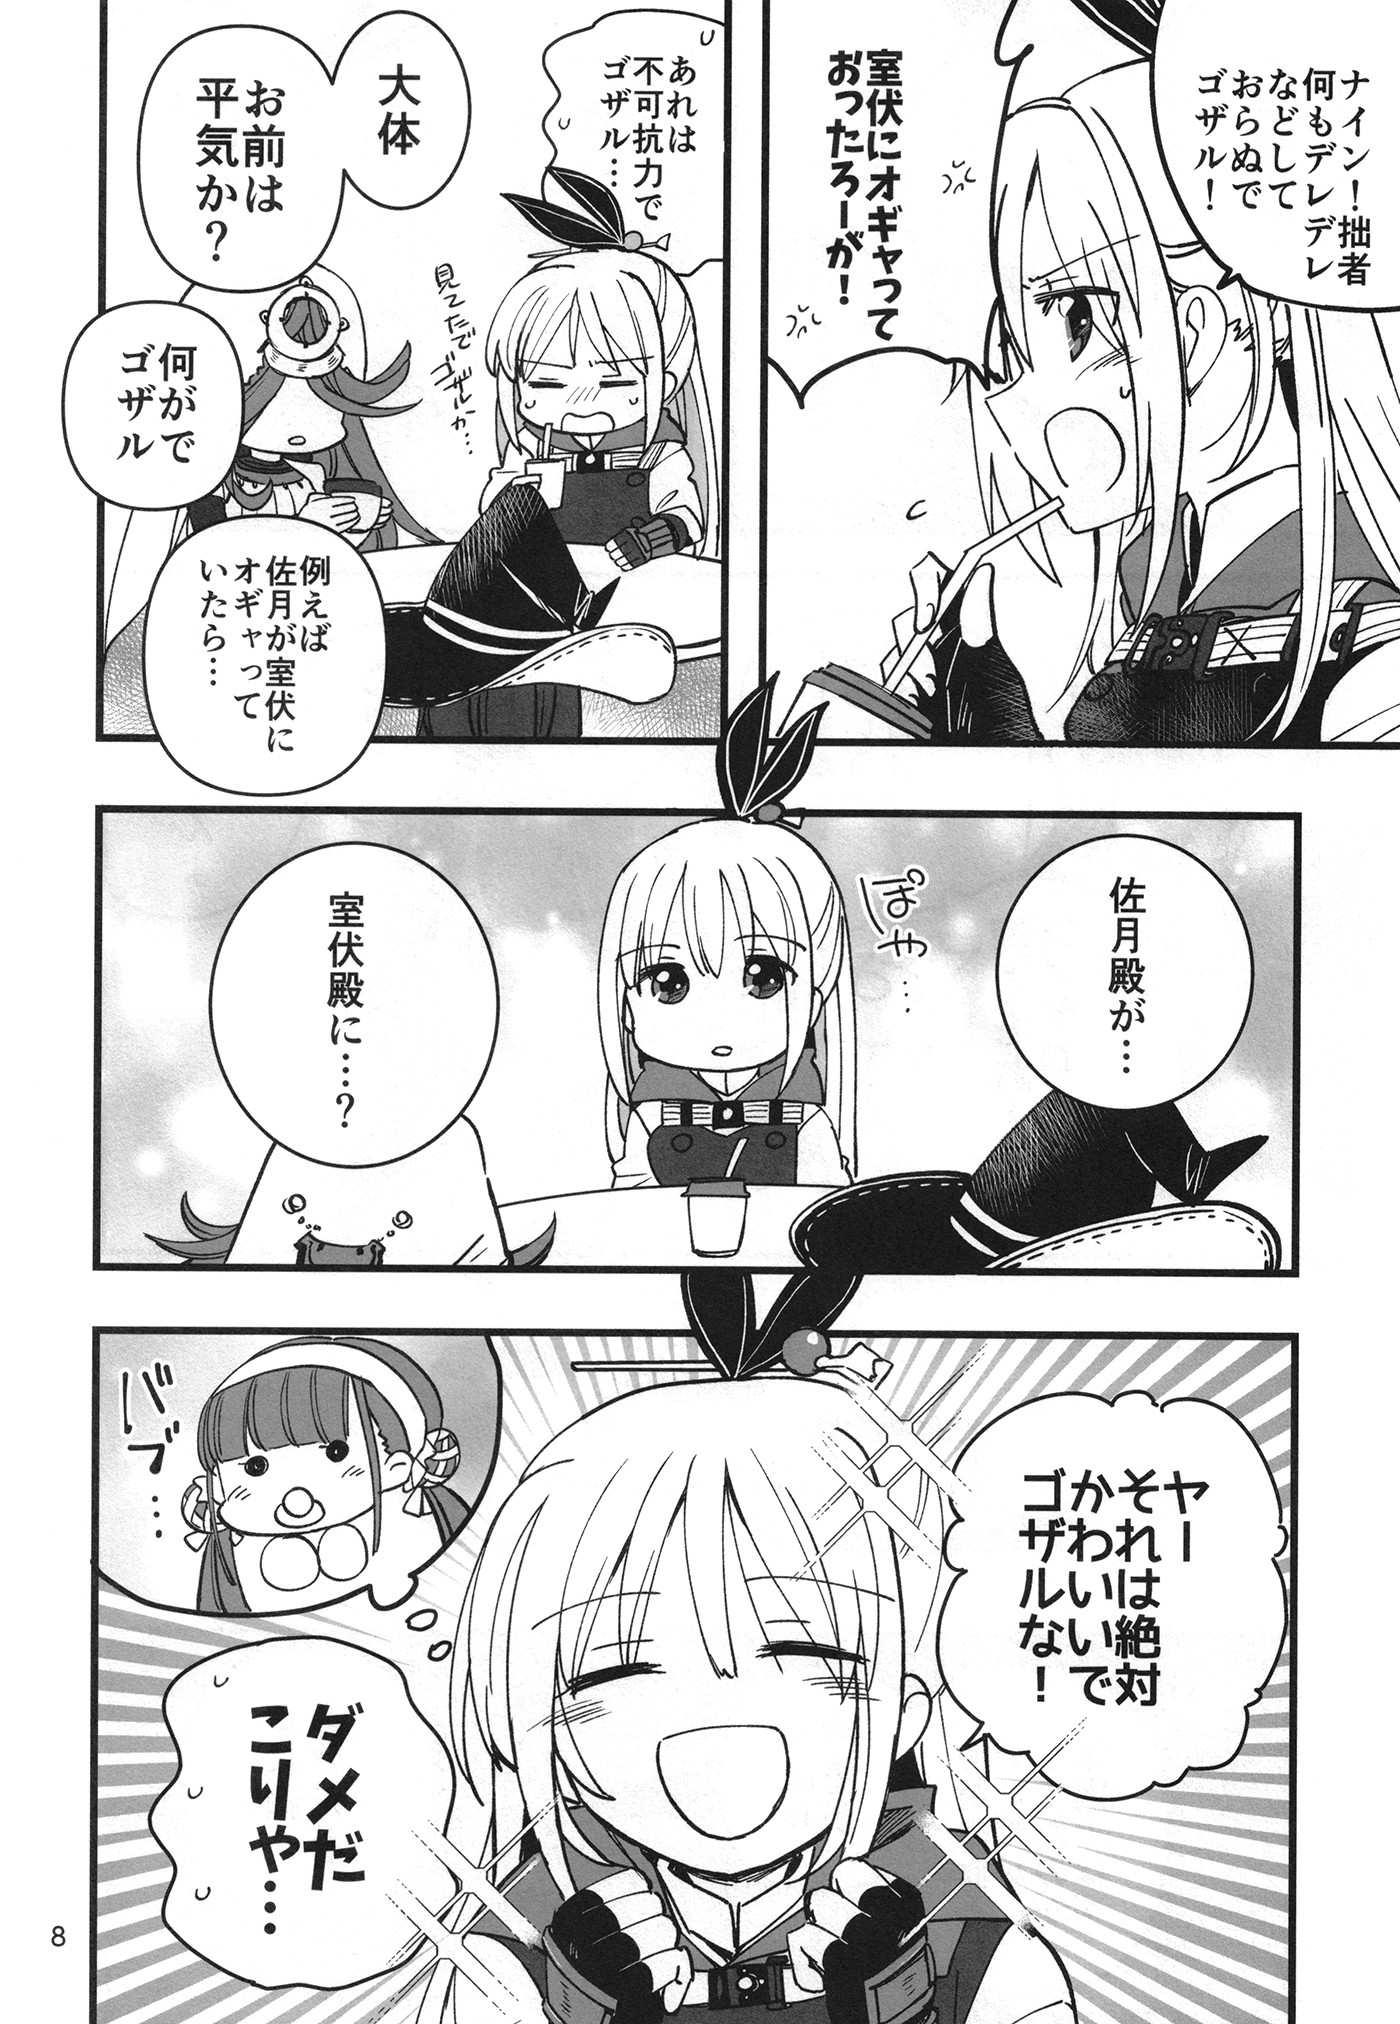 ナイン！拙者
何もデレデレ
などして
おらぬで
ゴザル！
室伏にオギャって
おったろーが！
あれは
不可抗力で
ゴザル…
見てたで
ゴザルか…
大体
お前は
平気か？
何がで
ゴザル
例えば
佐月が室伏に
オギャって
いたら…
佐月殿が…
ぽや…
室伏殿に…？
ヤー
それは絶対
かわいいで
ゴザルな！
バブ…
ダメだ
こりゃ…
8